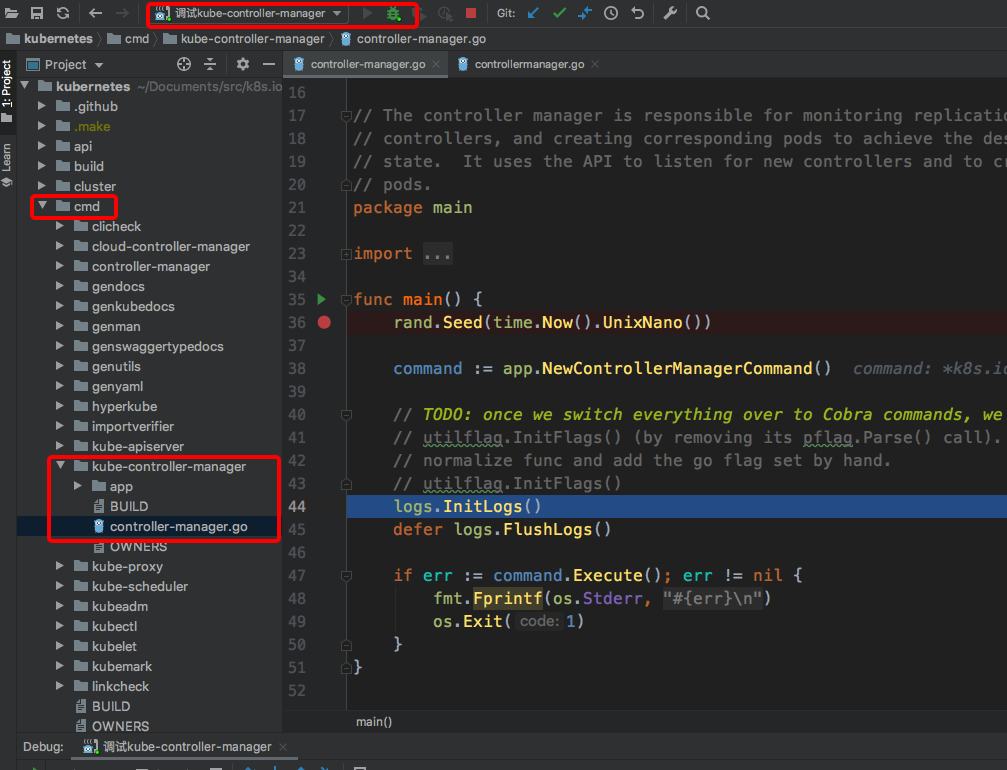 调试kube-controller-manager
Git:
kubernetes
cmd
kube-controller-manager
controller-manager.go
1: Project
Learn
Project
kubernetes ~/Documents/src/k8s.io
.github
.make
api
build
cluster
cmd
clicheck
cloud-controller-manager
controller-manager
gendocs
genkubedocs
genman
genswaggertypedocs
genutils
genyaml
hyperkube
importverifier
kube-apiserver
kube-controller-manager
app
BUILD
controller-manager.go
OWNERS
kube-proxy
kube-scheduler
kubeadm
kubectl
kubelet
kubemark
linkcheck
BUILD
OWNERS
controller-manager.go
controllermanager.go
16
17 // The controller manager is responsible for monitoring replicatio
18 // controllers, and creating corresponding pods to achieve the des
19 // state.  It uses the API to listen for new controllers and to cr
20 // pods.
21 package main
22
23 import ...
34
35 func main() {
36 rand.Seed(time.Now().UnixNano())
37
38 command := app.NewControllerManagerCommand() command: *k8s.io
39
40 // TODO: once we switch everything over to Cobra commands, we
41 // utilflag.InitFlags() (by removing its pflag.Parse() call).
42 // normalize func and add the go flag set by hand.
43 // utilflag.InitFlags()
44 logs.InitLogs()
45 defer logs.FlushLogs()
46
47 if err := command.Execute(); err != nil {
48 fmt.Fprintf(os.Stderr, "#{err}\n")
49 os.Exit( code: 1)
50 }
51 }
52
main()
Debug:
调试kube-controller-manager